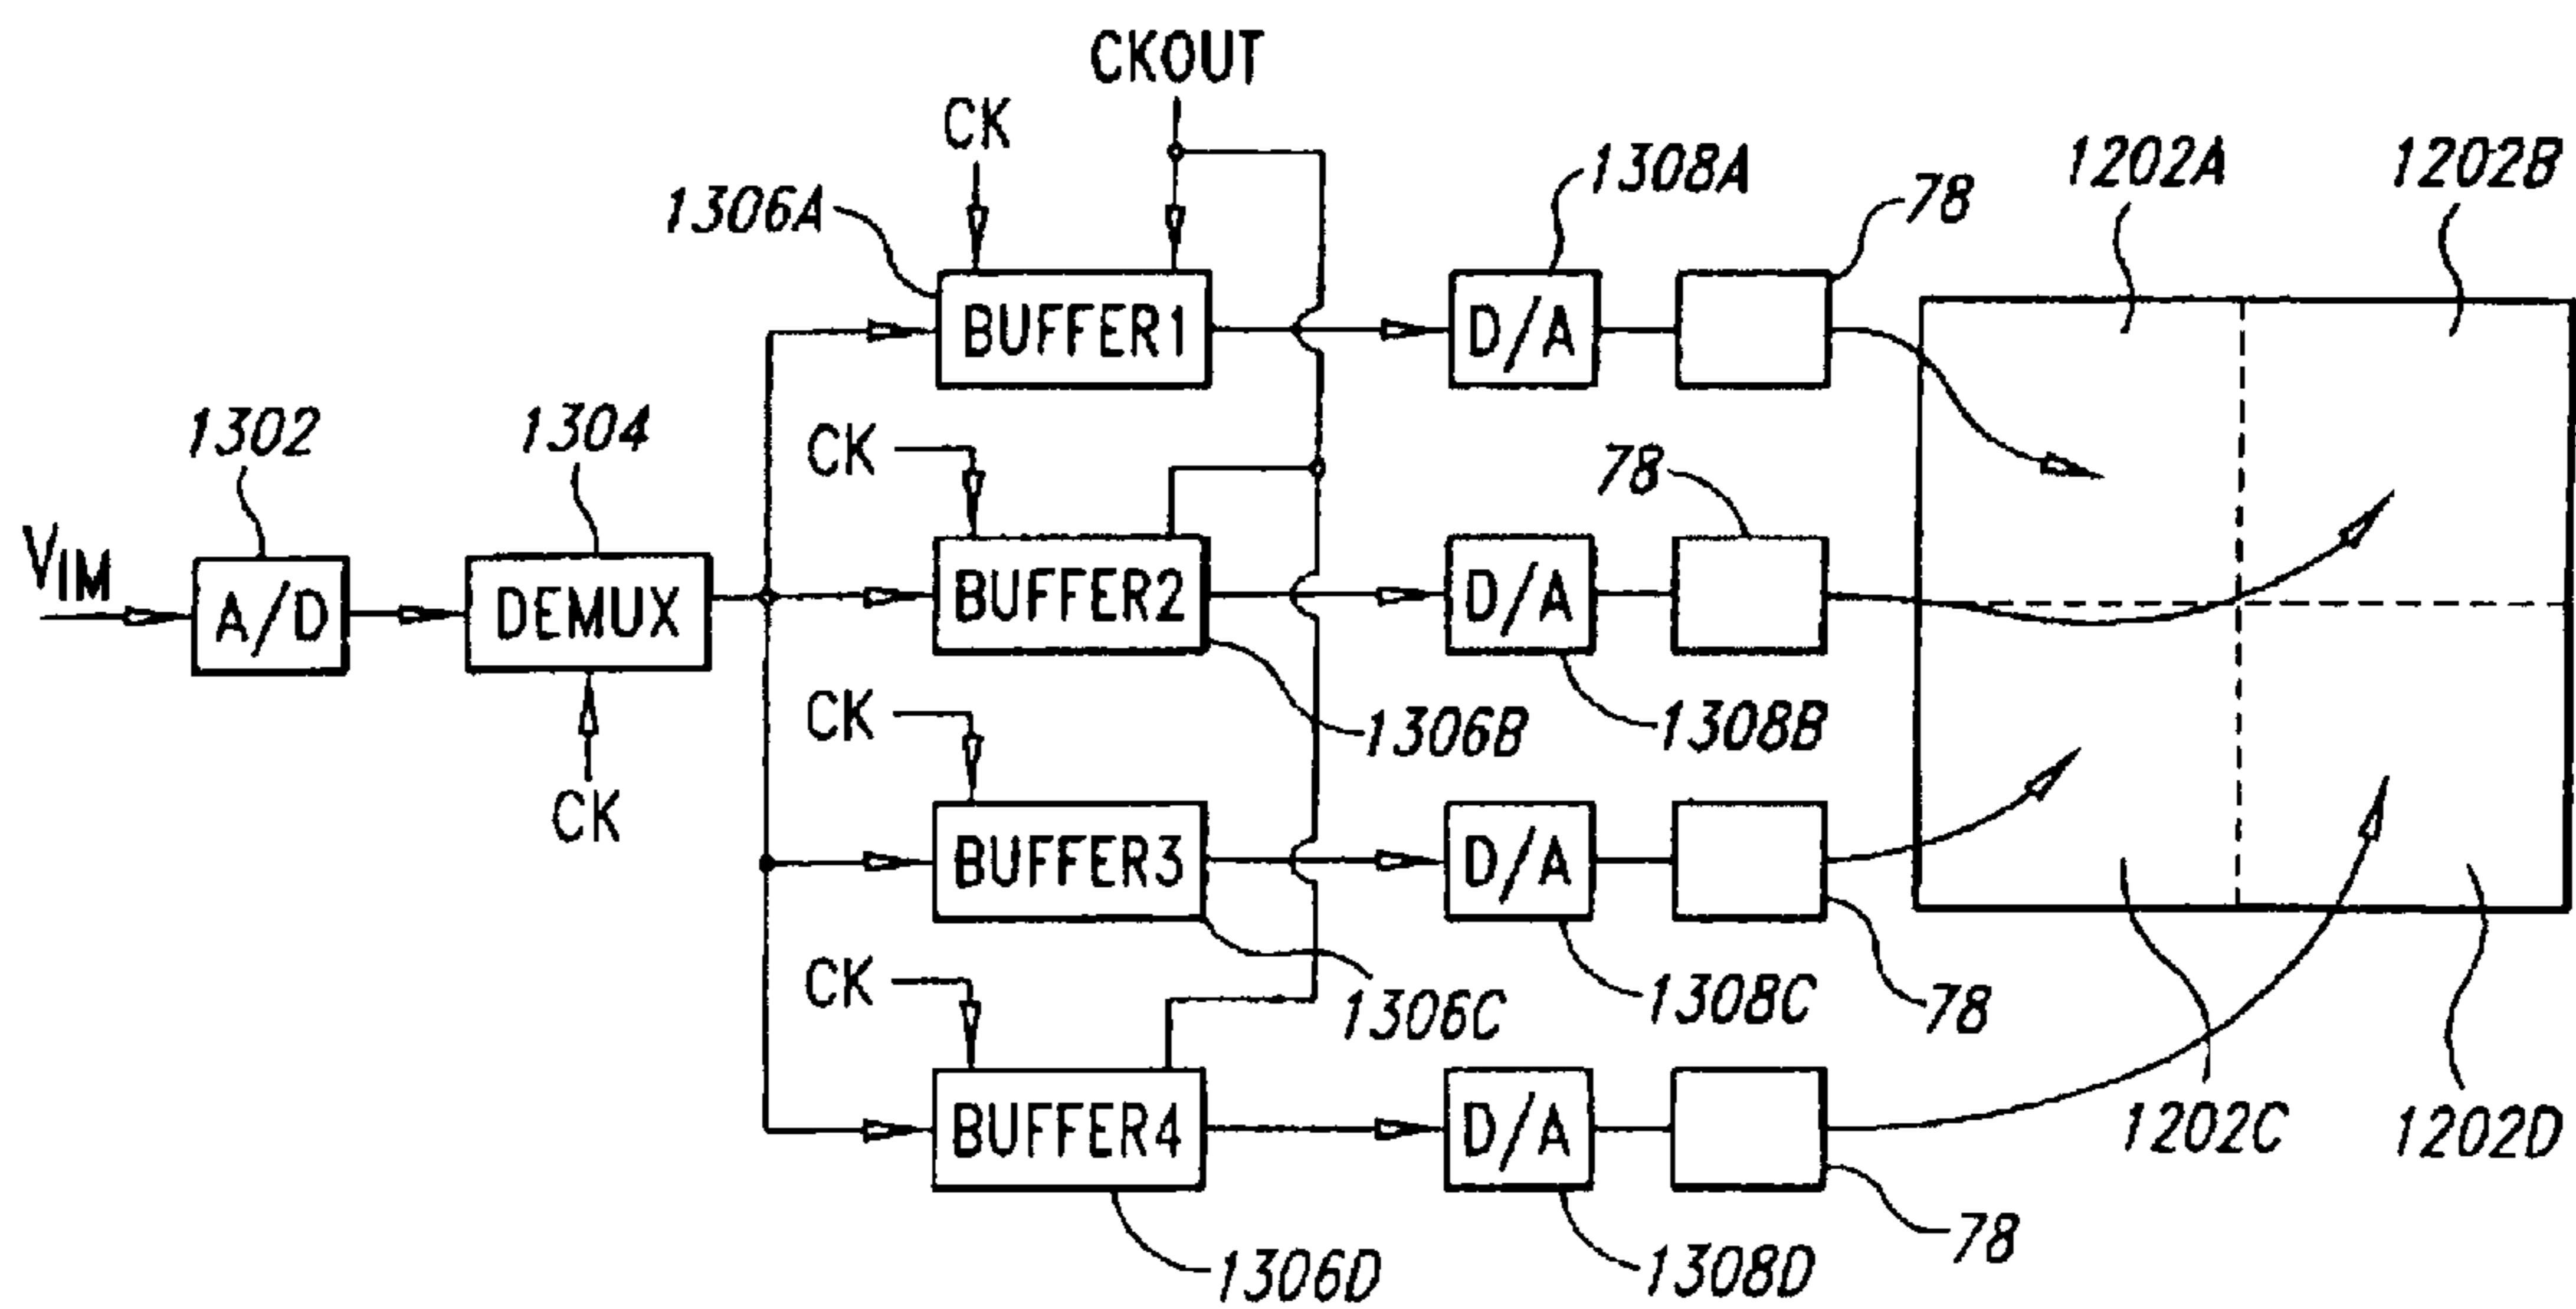 CKOUT
CK
1202A
1202B
1308A
78
1306A
BUFFER1
D/A
1302
1304
CK
78
VIM
A/D
DEMUX
BUFFER2
D/A
CK
1306B
1308B
CK
BUFFER3
D/A
CK
1306C
1308C
78
BUFFER4
D/A
1202C
1202D
1306D
1308D
78